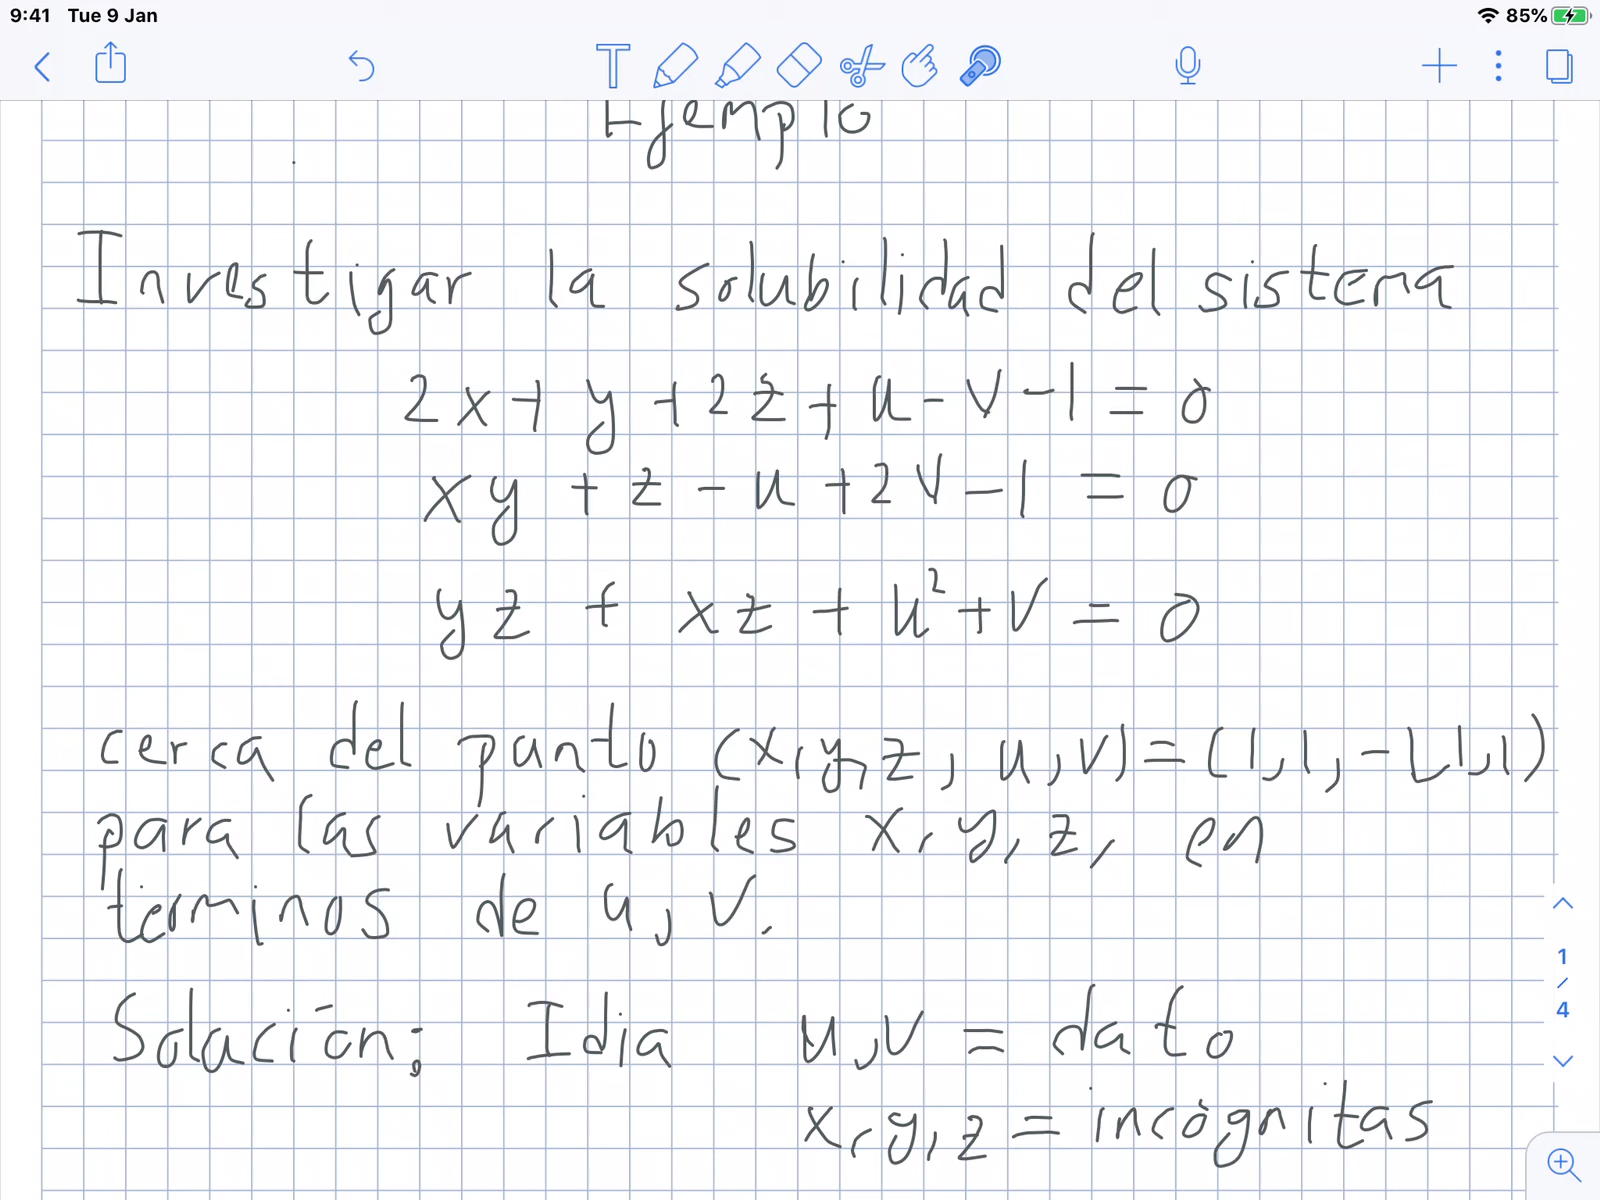 9:41 Tue 9 Jan 85%
Ejemplo
Investigar la solubilidad del sistema
2x + y + 2z + u - v - 1 = 0
xy + z - u + 2v - 1 = 0
yz + xz + u² + v = 0
cerca del punto (x, y, z, u, v) = (1, 1, -1, 1, 1)
para las variables x, y, z, en
terminos de u, v.
Solución: Idia u, v = dato
x, y, z = incógnitas
1
/
4